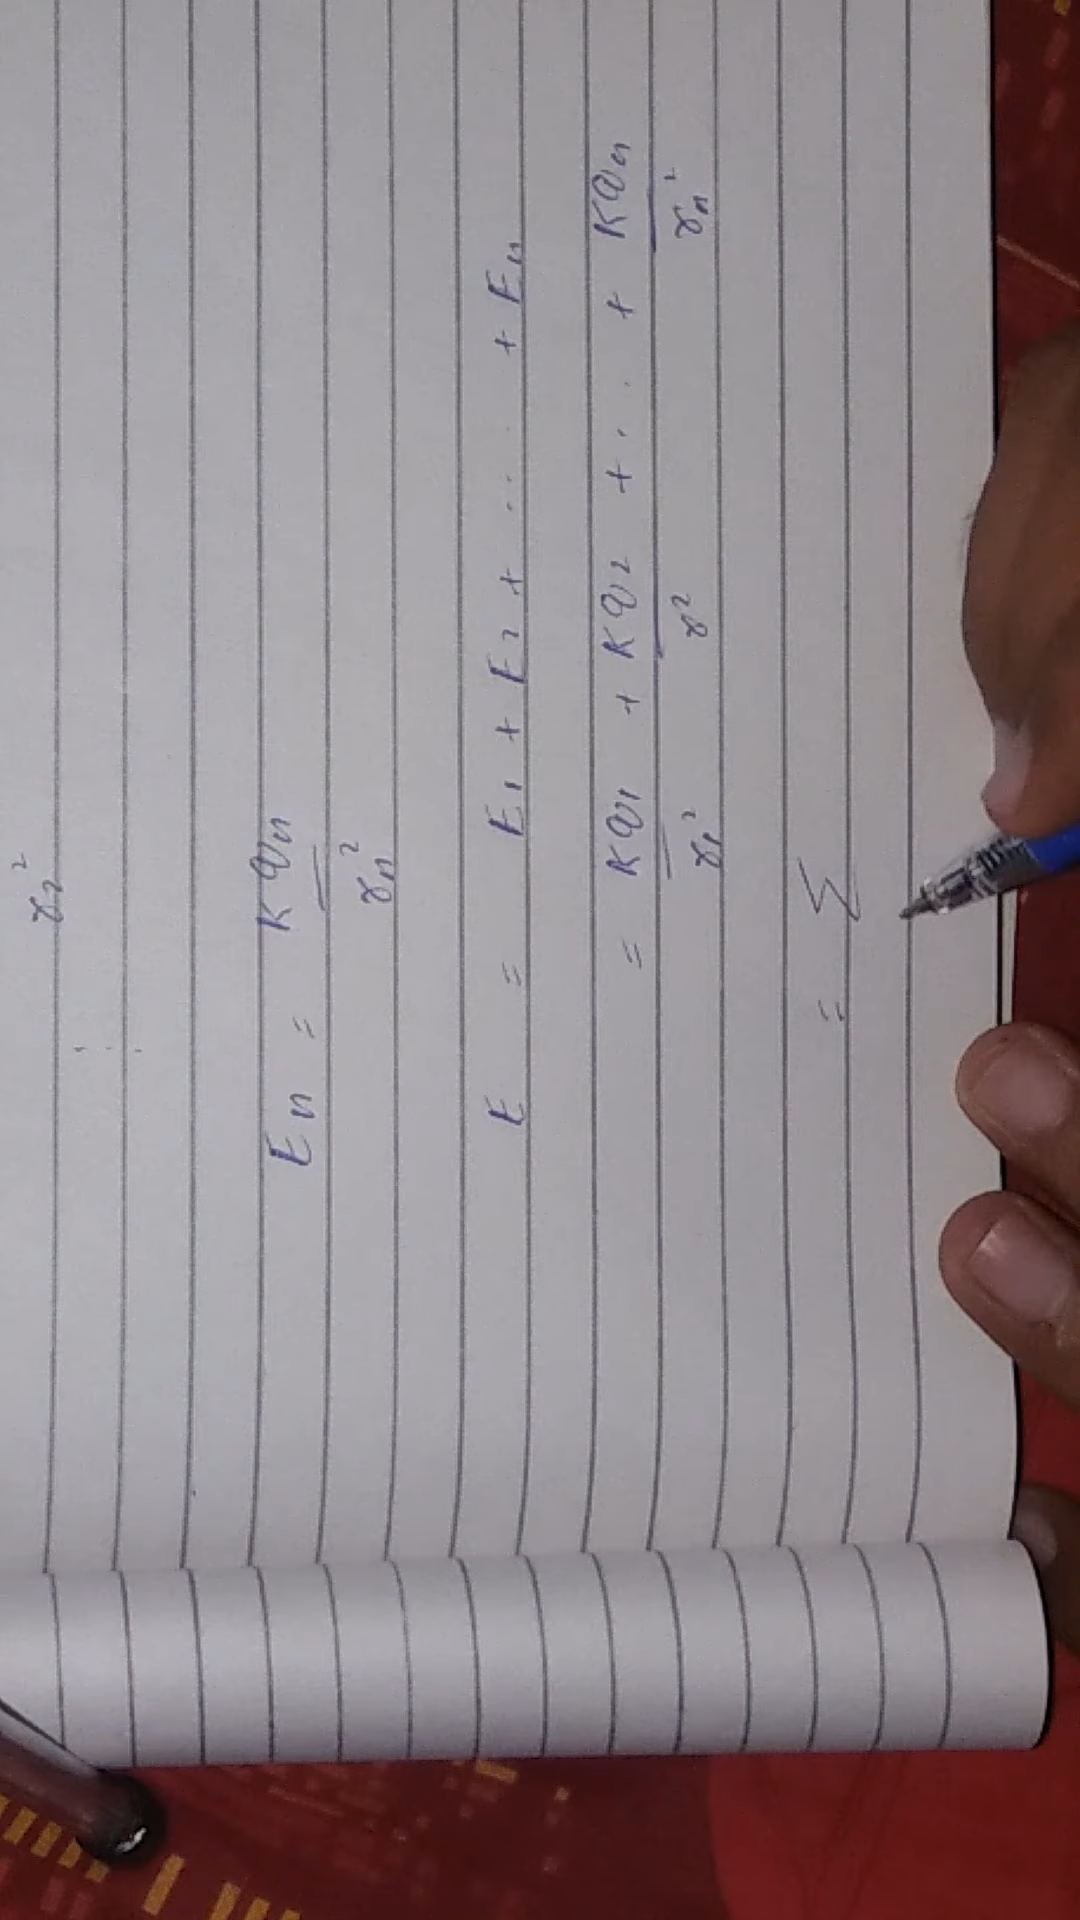 r₂²
⋮
En = KQn / rn²
E = E₁ + E₂ + ..... + En
= KQ₁ / r₁² + KQ₂ / r² + ... + KQn / rn²
= Σ